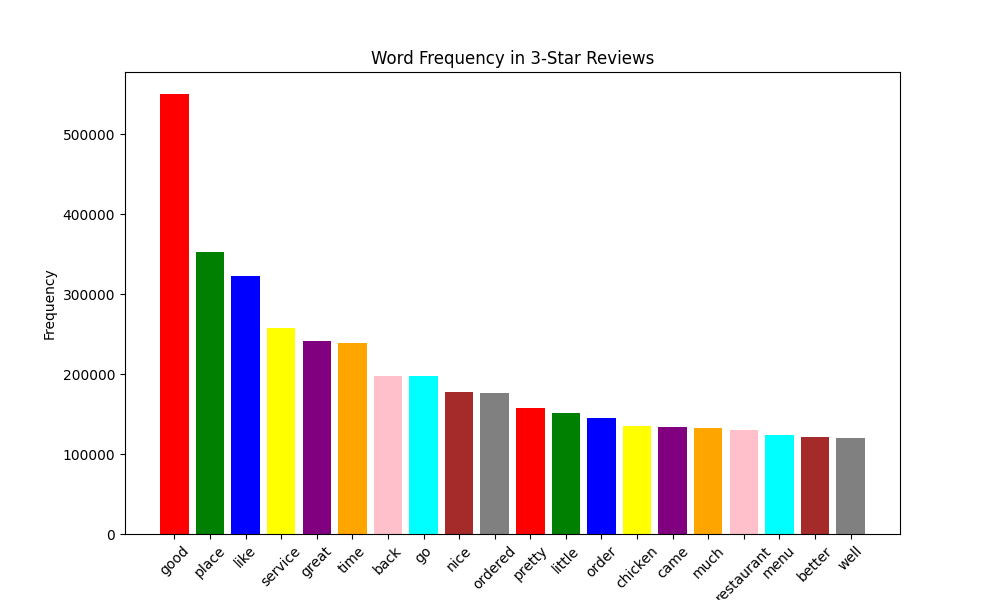 Word Frequency in 3-Star Reviews
Frequency
500000
400000
300000
200000
100000
0
good
place
like
service
great
time
back
go
nice
ordered
pretty
little
order
chicken
came
much
restaurant
menu
better
well